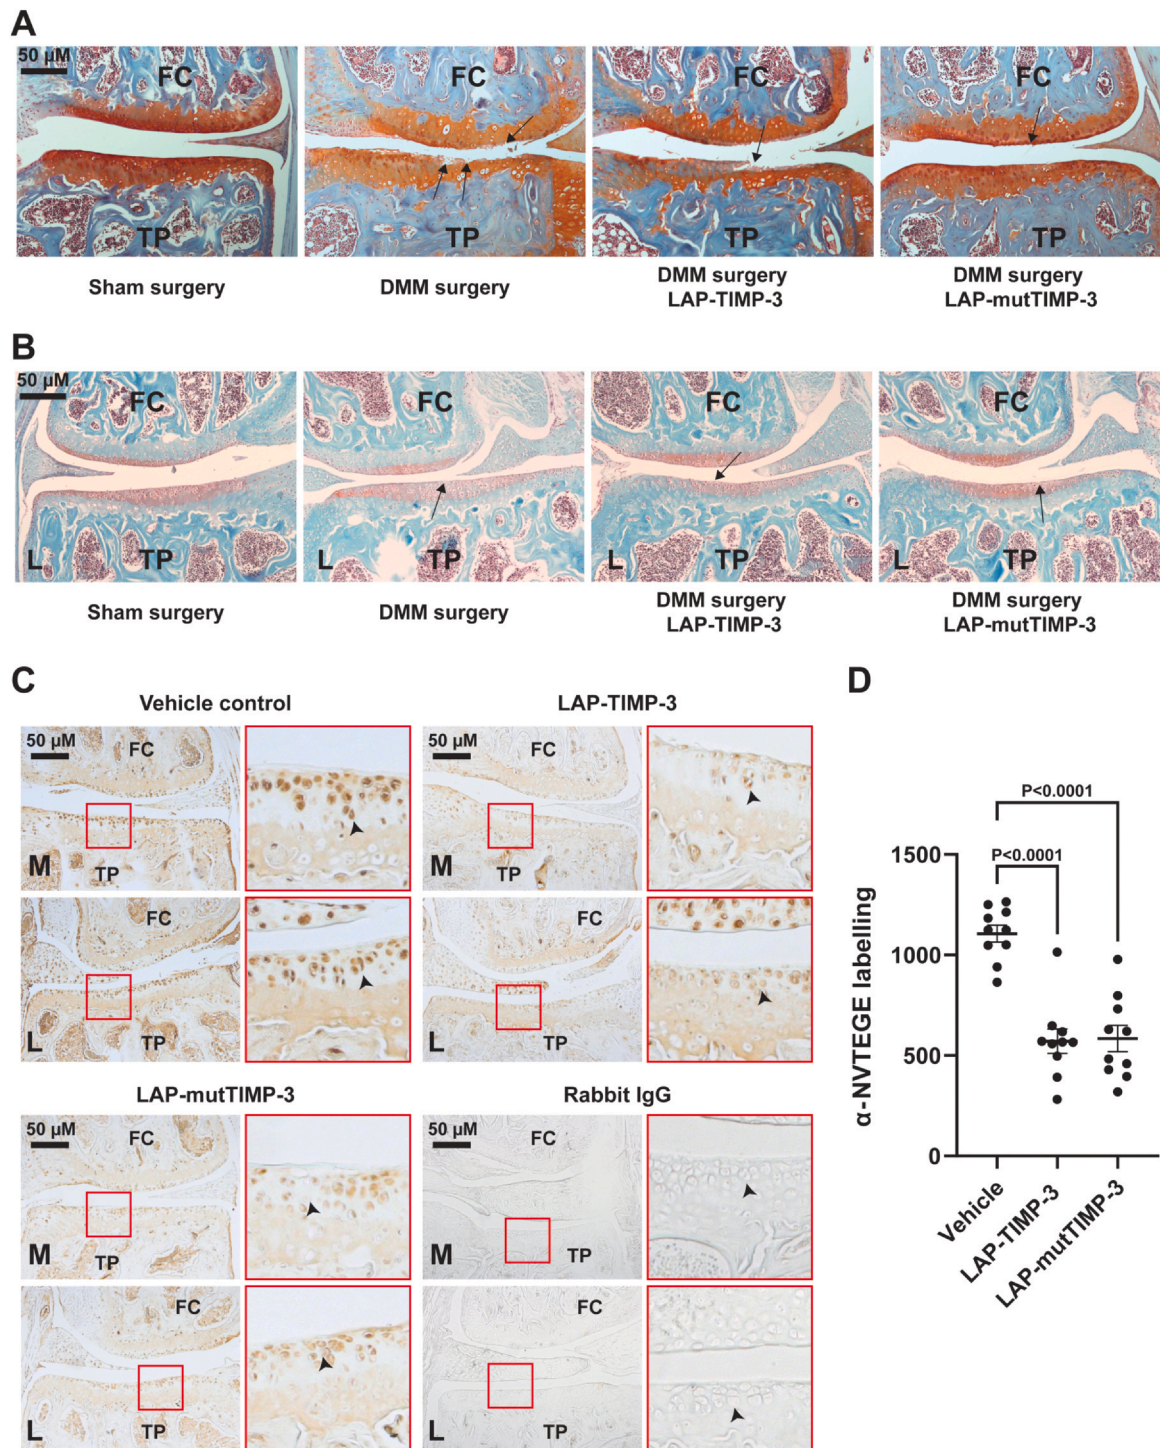 A
50 µM
FC
FC
FC
FC
TP
TP
TP
TP
Sham surgery
DMM surgery
DMM surgery
LAP-TIMP-3
DMM surgery
LAP-mutTIMP-3
B
50 µM
FC
FC
FC
FC
L
TP
TP
L
TP
L
TP
Sham surgery
DMM surgery
DMM surgery
LAP-TIMP-3
DMM surgery
LAP-mutTIMP-3
C
Vehicle control
50 µM
FC
M
TP
FC
L
TP
LAP-TIMP-3
50 µM
FC
M
TP
FC
L
TP
LAP-mutTIMP-3
50 µM
FC
M
TP
FC
L
TP
Rabbit IgG
50 µM
FC
M
TP
FC
L
TP
D
P<0.0001
P<0.0001
1500
1000
500
0
α-NVTEGE labelling
Vehicle
LAP-TIMP-3
LAP-mutTIMP-3